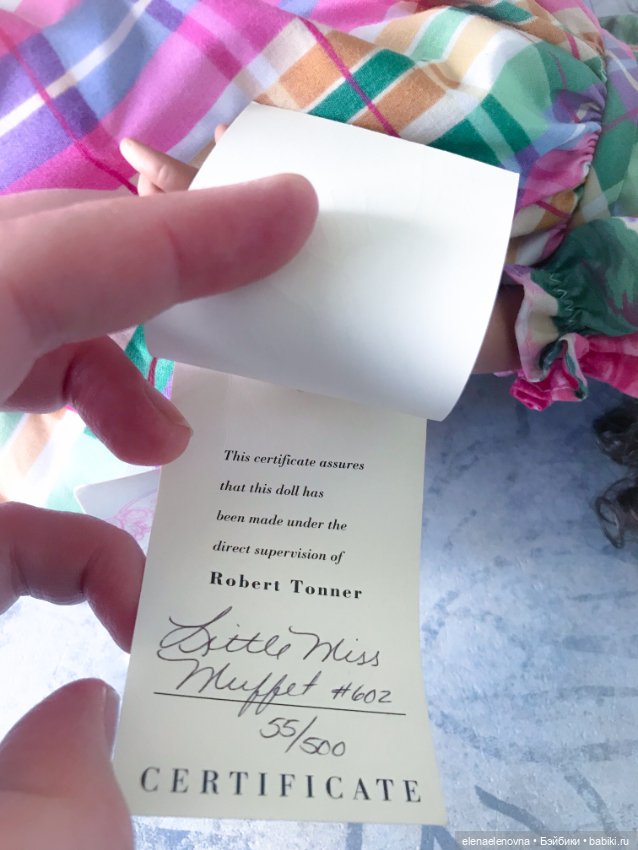 This certificate assures
that this doll has
been made under the
direct supervision of
Robert Tonner
Little Miss
Muffet #602
55/500
CERTIFICATE
elenaelenovna • Бэйбики • babiki.ru